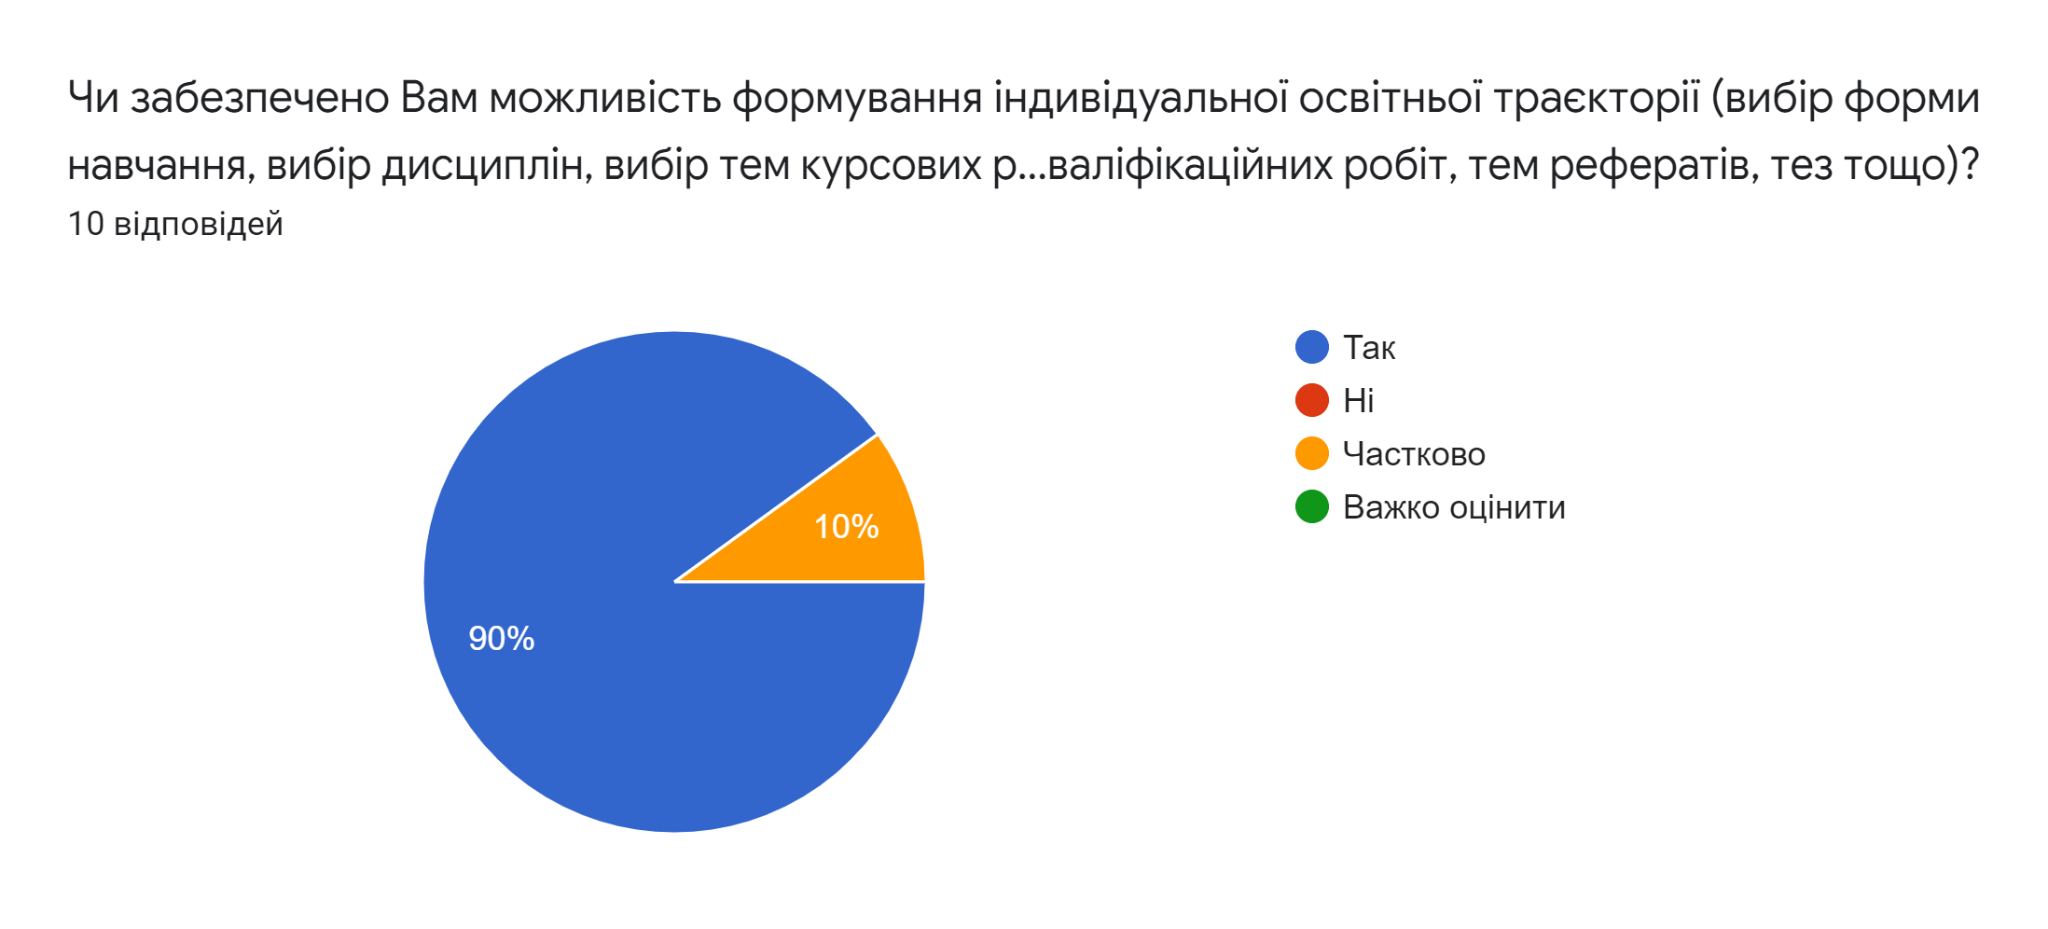 Чи забезпечено Вам можливість формування індивідуальної освітньої траєкторії (вибір форми
навчання, вибір дисциплін, вибір тем курсових р...валіфікаційних робіт, тем рефератів, тез тощо)?
10 відповідей
Так
Ні
Частково
Важко оцінити
10%
90%